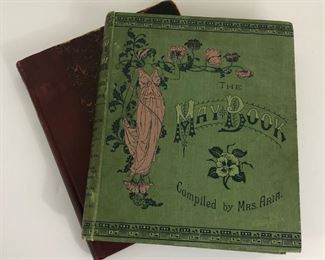 THE
MAY BOOK
Compiled by MRS. ARIA.